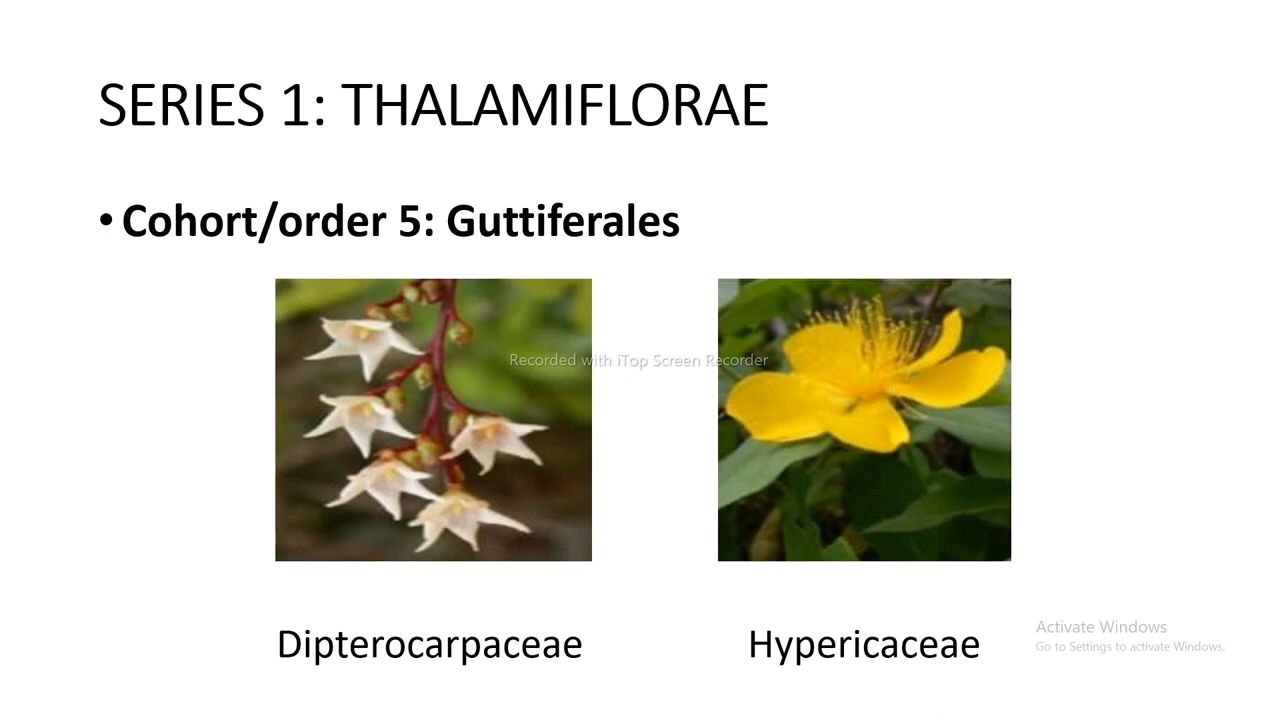 SERIES 1: THALAMIFLORAE
• Cohort/order 5: Guttiferales
Recorded with iTop Screen Recorder
Dipterocarpaceae
Hypericaceae
Activate Windows
Go to Settings to activate Windows.